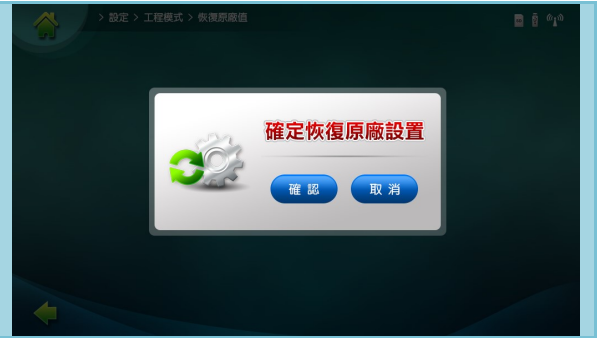 > 設定 > 工程模式 > 恢復原廠值
確定恢復原廠設置
確認
取消